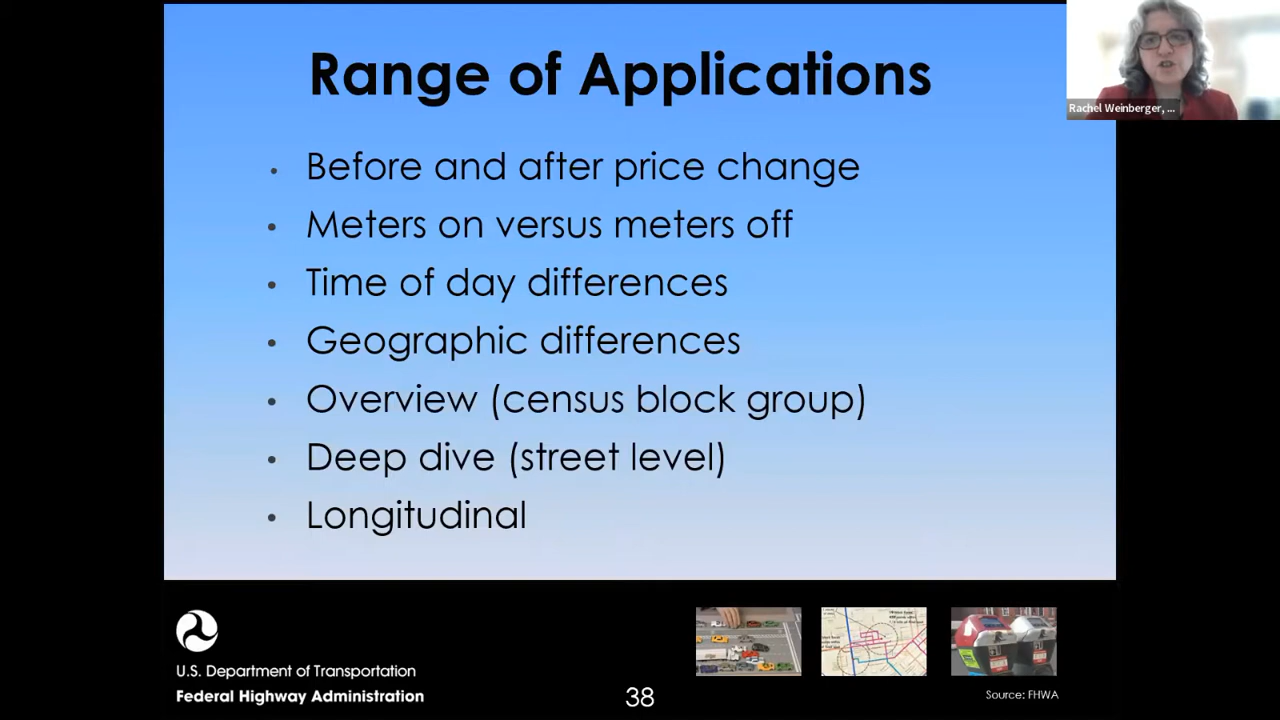 Range of Applications
Rachel Weinberger, ...
• Before and after price change
• Meters on versus meters off
• Time of day differences
• Geographic differences
• Overview (census block group)
• Deep dive (street level)
• Longitudinal
U.S. Department of Transportation
Federal Highway Administration
38
Source: FHWA